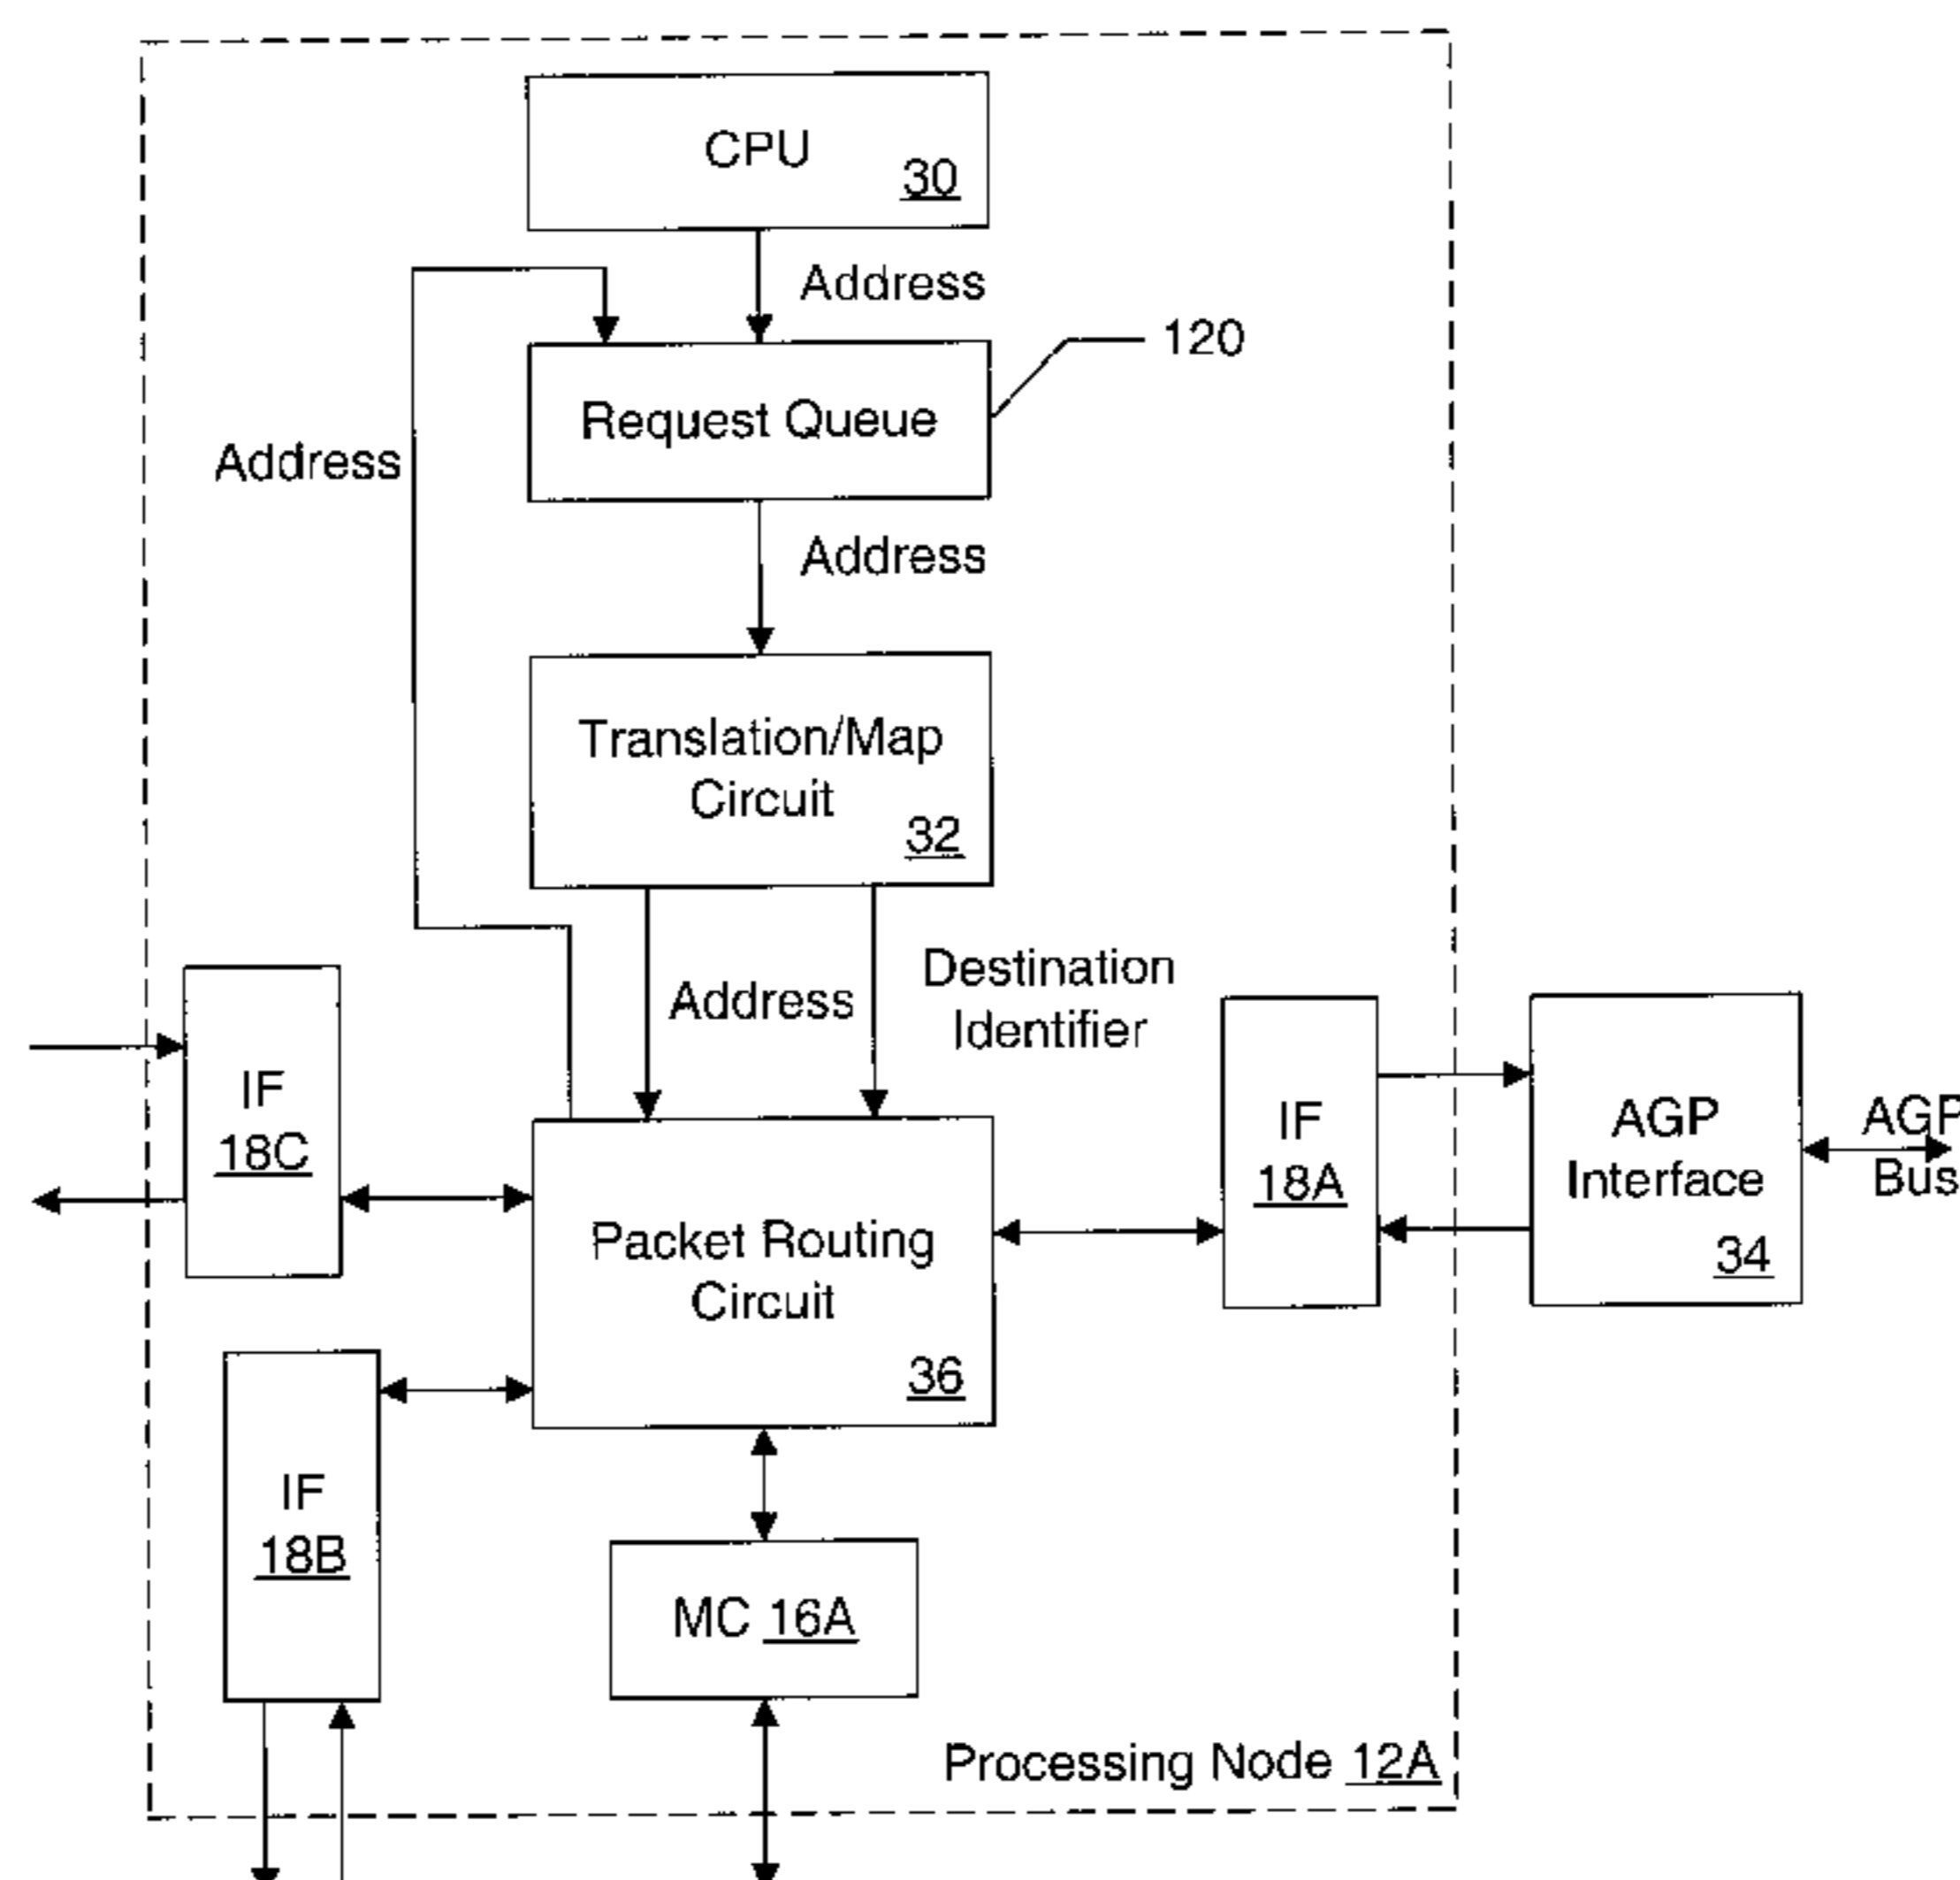 CPU
30
Address
120
Request Queue
Address
Address
Translation/Map
Circuit
32
Address
Destination
Identifier
IF
18C
IF
18A
AGP
Interface
34
AGP
Bus
Packet Routing
Circuit
36
IF
18B
MC 16A
Processing Node 12A